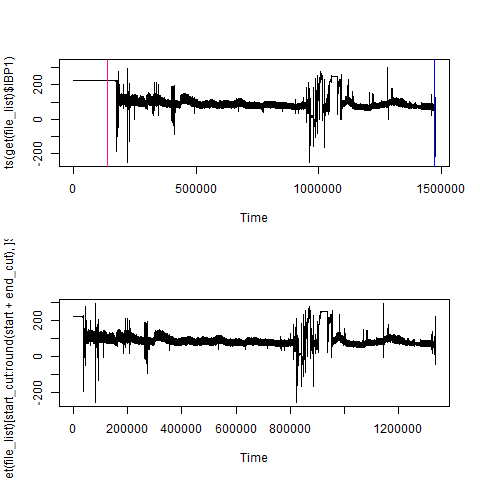 ts(get(file_list)$IBP1)
200
0
-200
0 500000 1000000 1500000
Time
et(file_list)[start_cut:round(start + end_cut), ]
200
0
-200
0 200000 400000 600000 800000 1200000
Time